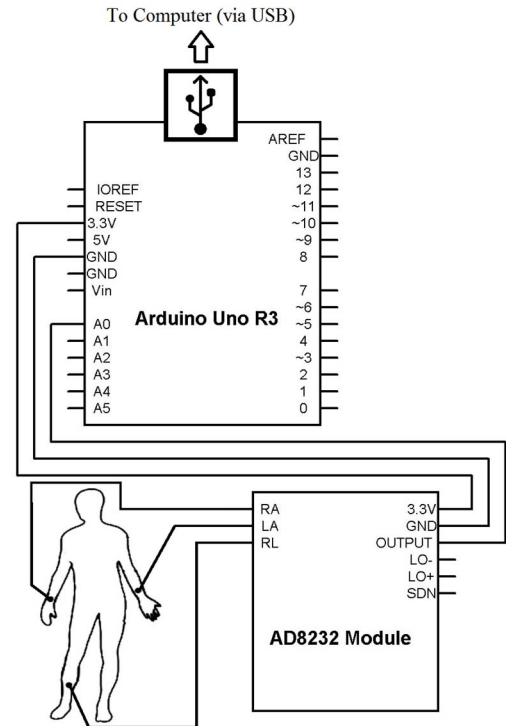 To Computer (via USB)
AREF
GND
13
IOREF
12
RESET
~11
3.3V
~10
5V
~9
GND
8
GND
Vin
7
~6
Arduino Uno R3
A0
~5
A1
4
A2
~3
A3
2
A4
1
A5
0
RA
3.3V
LA
GND
RL
OUTPUT
LO-
LO+
SDN
AD8232 Module